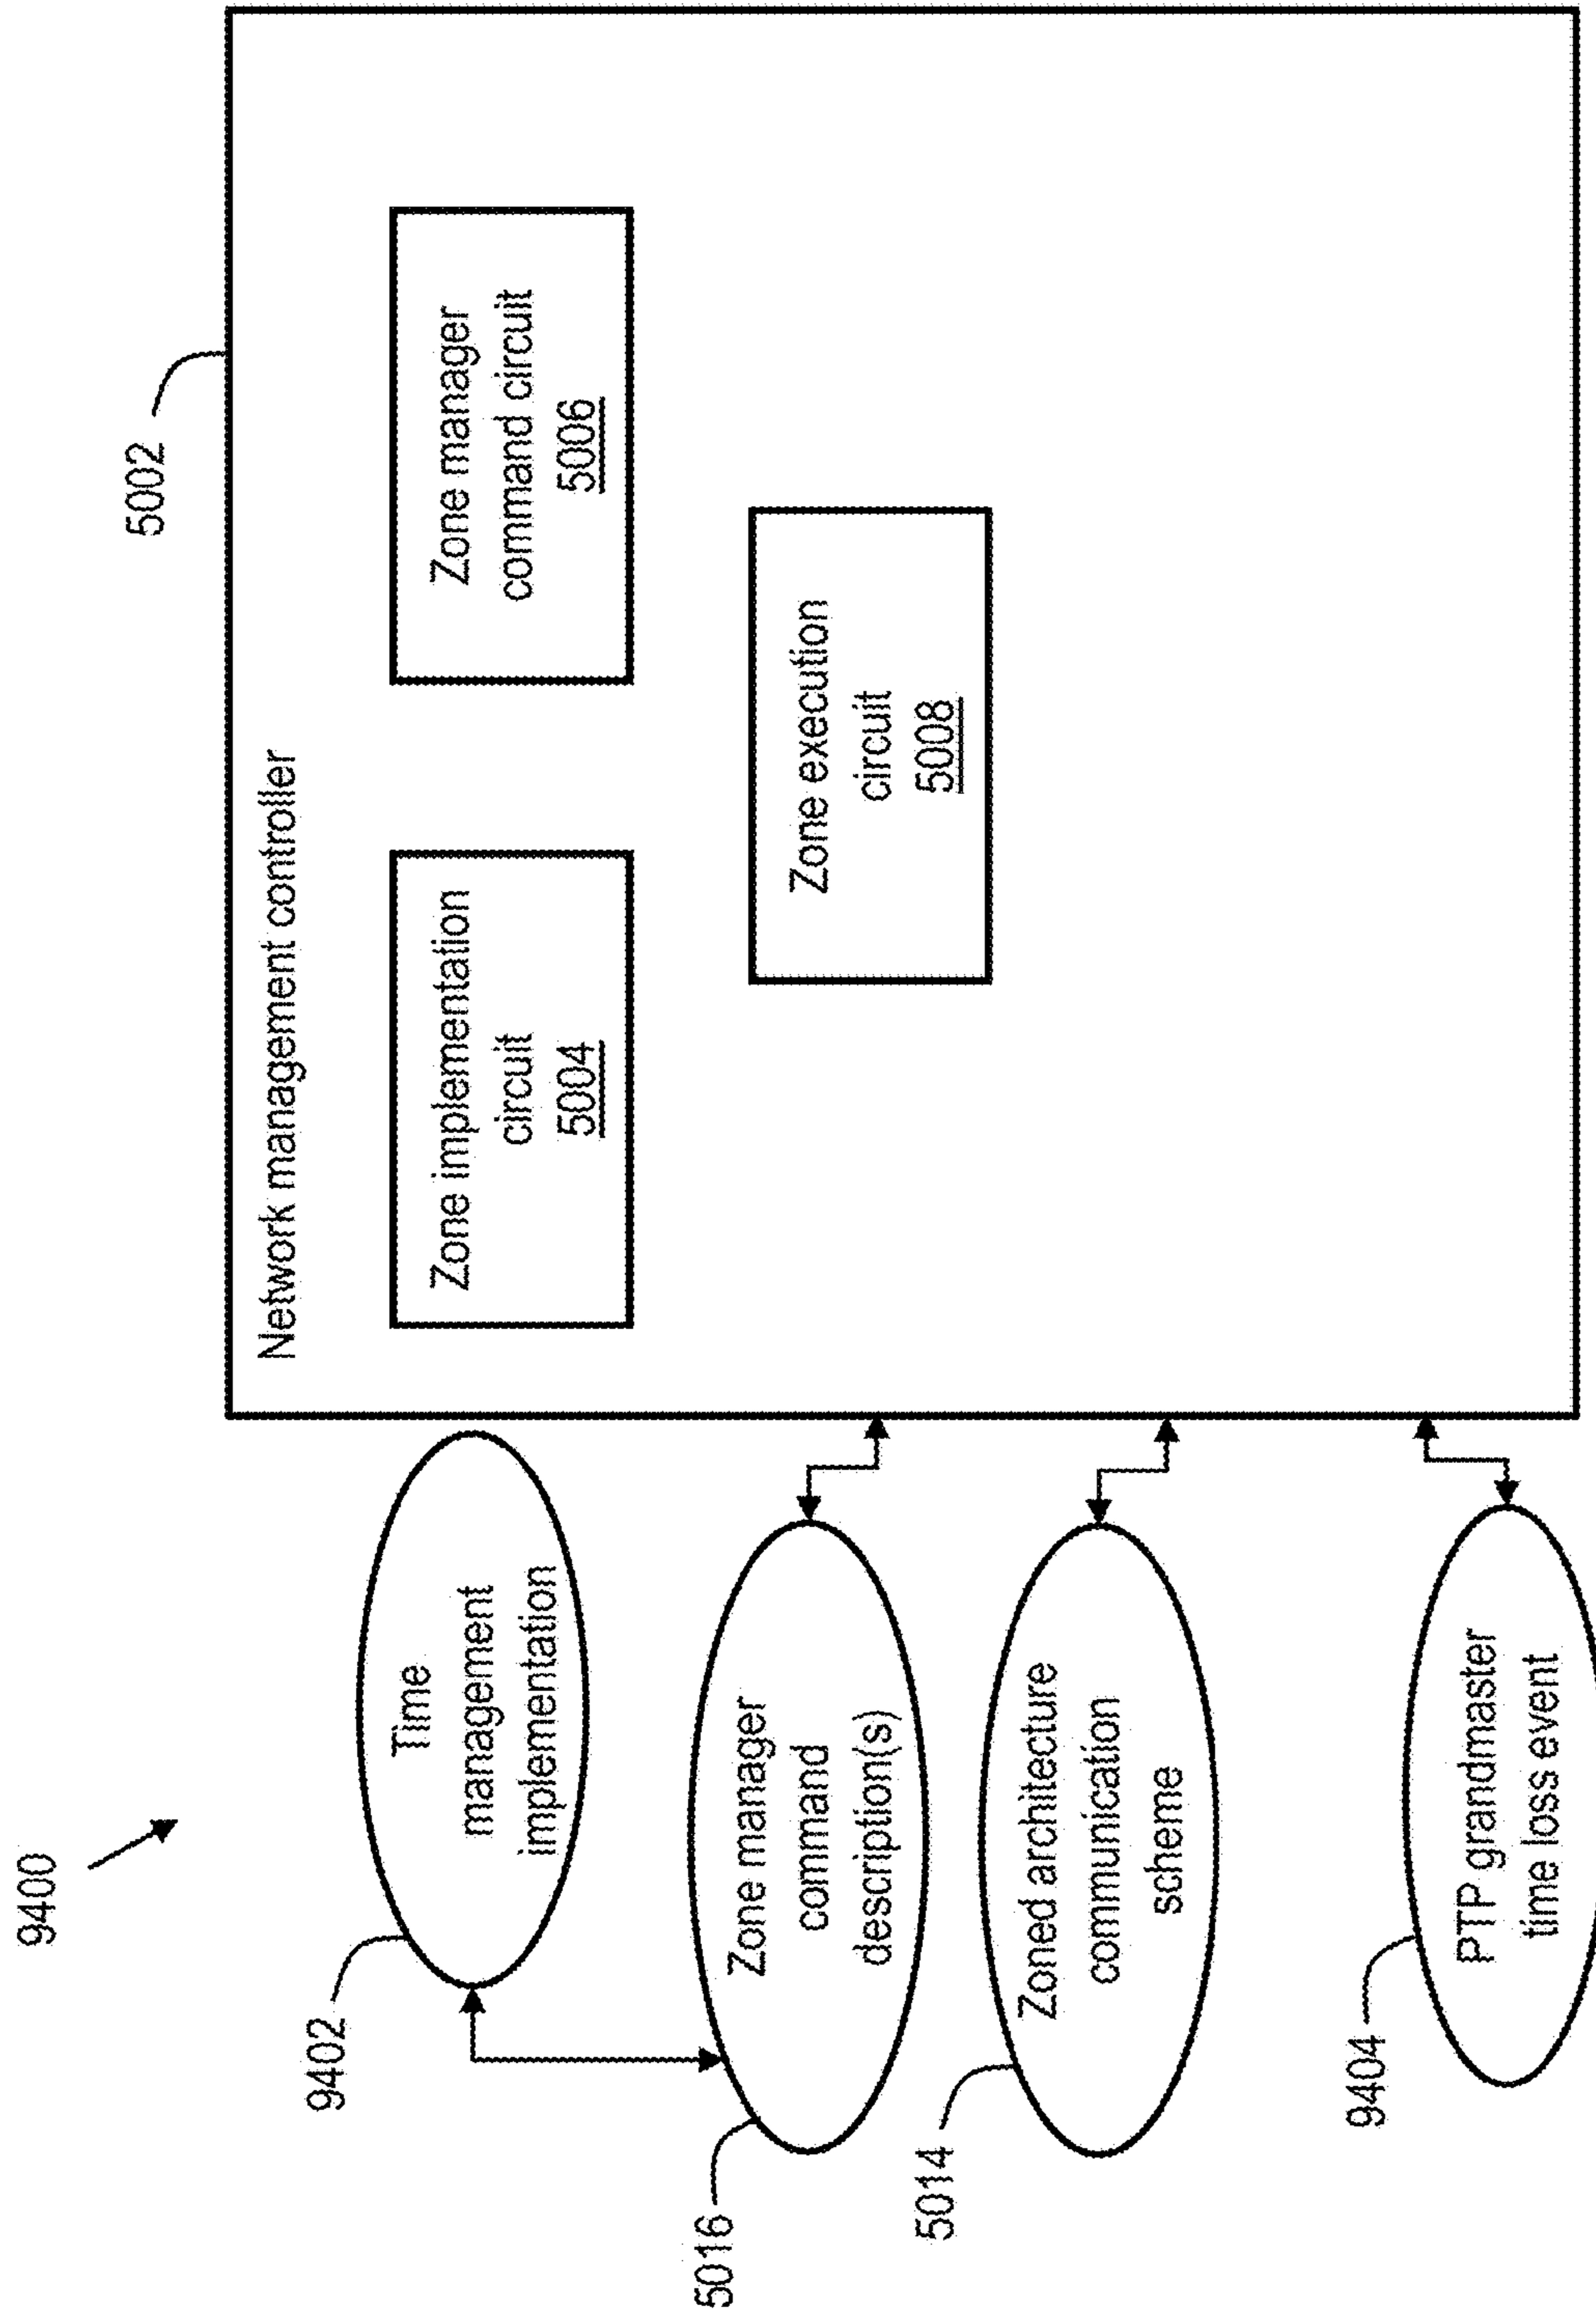 9400
5002
Network management controller
Zone implementation
circuit
5004
Zone manager
command circuit
5006
Zone execution
circuit
5008
9402
Time
management
implementation
5016
Zone manager
command
description(s)
5014
Zoned architecture
communication
scheme
9404
PTP grandmaster
time loss event